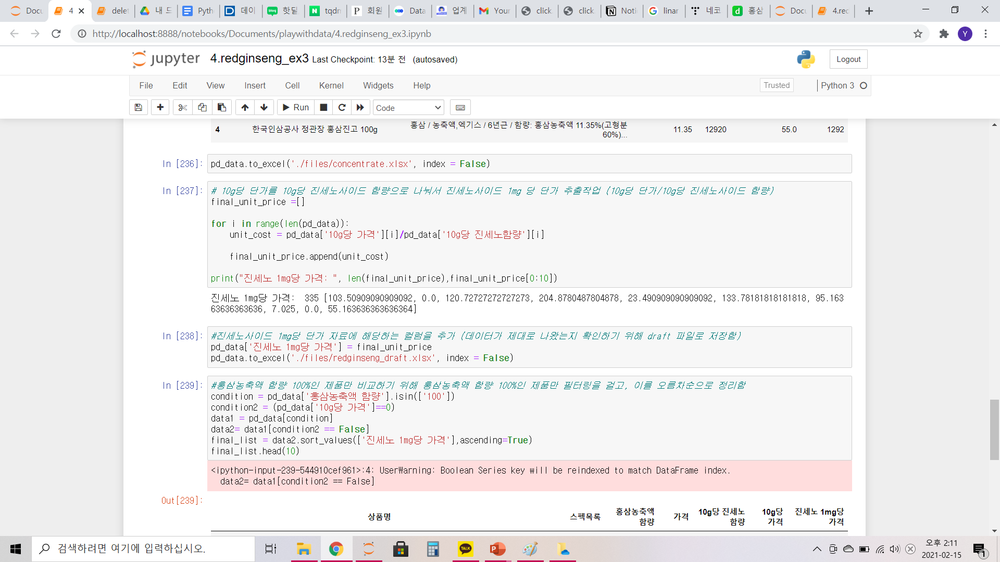 Docu
4
delet
내 드
Pyth
데이
핫딜
tqdn
회원
Data
업계
Your
click.
click.
Noti
linar
네코
홍삼
Docu
4.rec
http://localhost:8888/notebooks/Documents/playwithdata/4.redginseng_ex3.ipynb
Y
jupyter 4.redginseng_ex3 Last Checkpoint: 13분 전 (autosaved)
Logout
File Edit View Insert Cell Kernel Widgets Help
Trusted
Python 3
Run
Code
4 한국인삼공사 정관장 홍삼진고 100g 홍삼 / 농축액,엑기스 / 6년근 / 함량: 홍삼농축액 11.35%(고형분 60%)... 11.35 12920 55.0 1292
In [236]: pd_data.to_excel('./files/concentrate.xlsx', index = False)
In [237]: # 10g당 단가를 10g당 진세노사이드 함량으로 나눠서 진세노사이드 1mg 당 단가 추출작업 (10g당 단가/10g당 진세노사이드 함량)
final_unit_price =[]
for i in range(len(pd_data)):
unit_cost = pd_data['10g당 가격'][i]/pd_data['10g당 진세노함량'][i]
final_unit_price.append(unit_cost)
print("진세노 1mg당 가격: ", len(final_unit_price),final_unit_price[0:10])
진세노 1mg당 가격:  335 [103.50909090909092, 0.0, 120.72727272727273, 204.8780487804878, 23.490909090909092, 133.78181818181818, 95.163
63636363636, 7.025, 0.0, 55.163636363636364]
In [238]: #진세노사이드 1mg당 단가 자료에 해당하는 컬럼을 추가 (데이터가 제대로 나왔는지 확인하기 위해 draft 파일로 저장함)
pd_data['진세노 1mg당 가격'] = final_unit_price
pd_data.to_excel('./files/redginseng_draft.xlsx', index = False)
In [239]: #홍삼농축액 함량 100%인 제품만 비교하기 위해 홍삼농축액 함량 100%인 제품만 필터링을 걸고, 이를 오름차순으로 정리함
condition = pd_data['홍삼농축액 함량'].isin(['100'])
condition2 = (pd_data['10g당 가격']==0)
data1 = pd_data[condition]
data2= data1[condition2 == False]
final_list = data2.sort_values(['진세노 1mg당 가격'],ascending=True)
final_list.head(10)
<ipython-input-239-544910cef961>:4: UserWarning: Boolean Series key will be reindexed to match DataFrame index.
data2= data1[condition2 == False]
Out[239]:
상품명 스펙목록 홍삼농축액 함량 가격 10g당 진세노 함량 10g당 가격 진세노 1mg당 가격
검색하려면 여기에 입력하십시오.
TALK
오후 2:11
2021-02-15
1